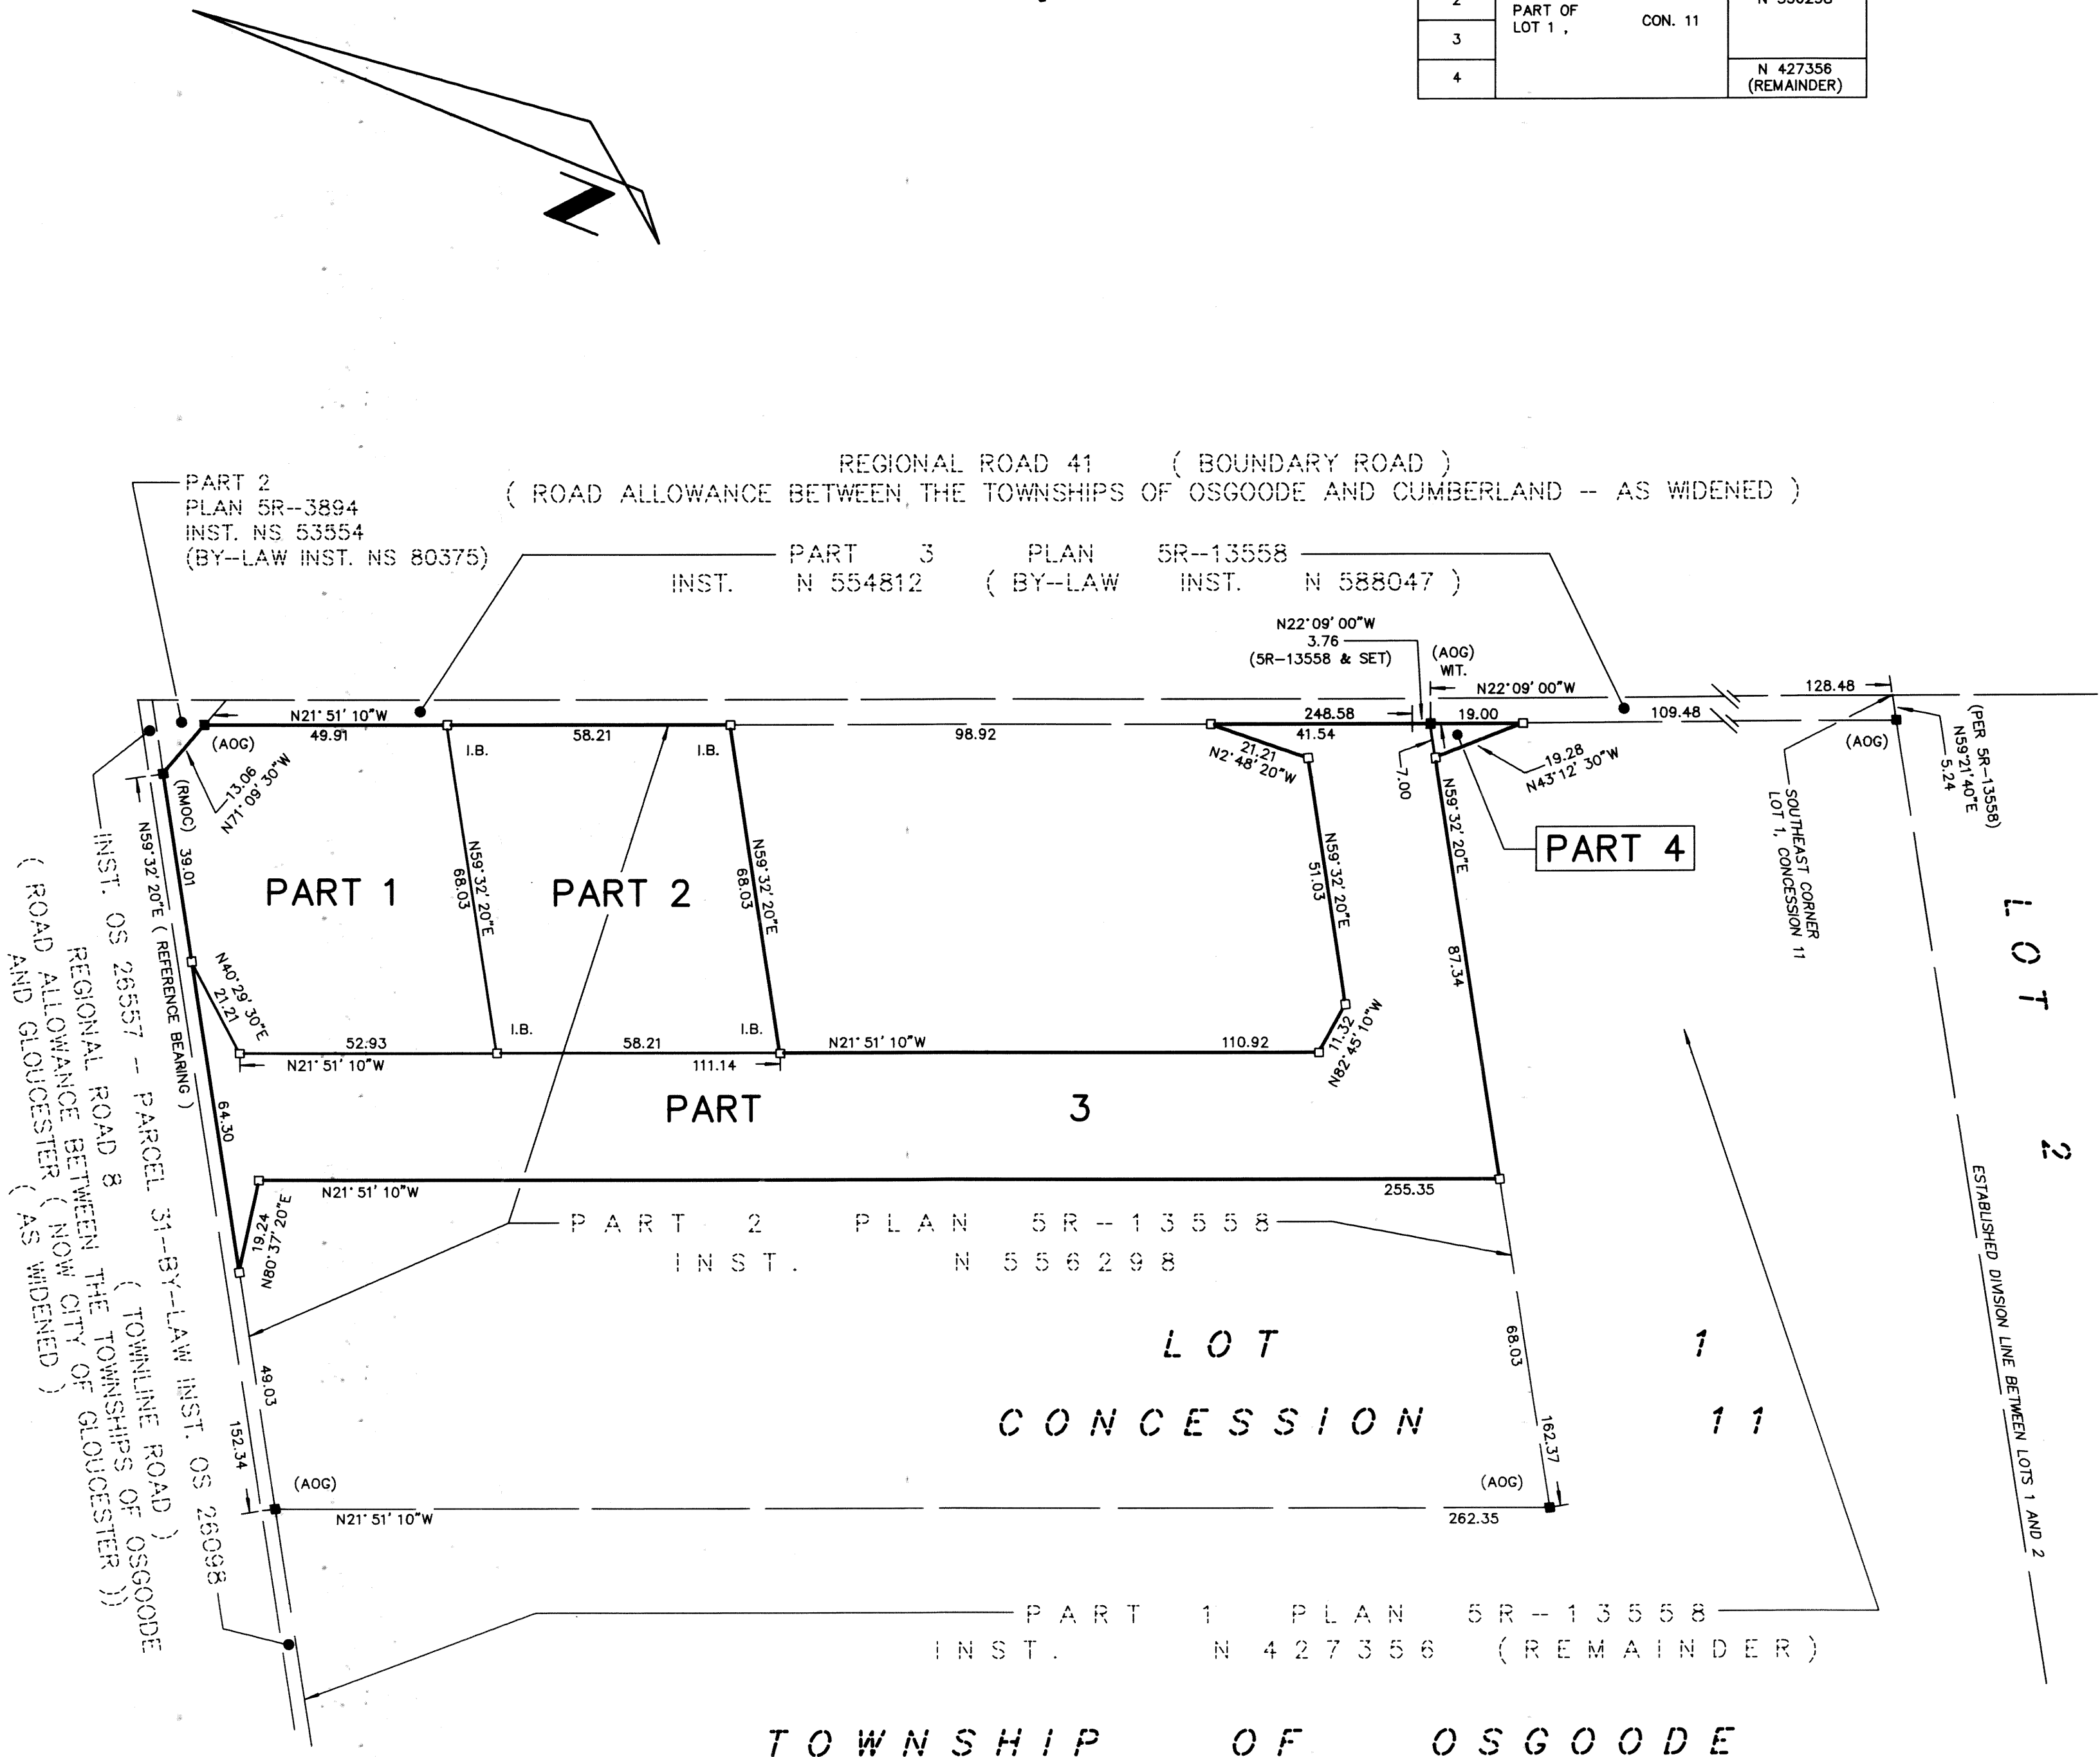 PART OF
LOT 1 ,
CON. 11
3
4
N 427356
(REMAINDER)
REGIONAL ROAD 41 ( BOUNDARY ROAD )
( ROAD ALLOWANCE BETWEEN THE TOWNSHIPS OF OSGOODE AND CUMBERLAND -- AS WIDENED )
PART 2
PLAN 5R--3894
INST. NS 53554
(BY--LAW INST. NS 80375)
PART 3 PLAN 5R--13558
INST. N 554812 ( BY--LAW INST. N 588047 )
N22°09'00"W
3.76
(5R-13558 & SET)
(AOG)
WIT.
N22°09'00"W
128.48
N21°51'10"W
49.91
58.21
98.92
248.58
41.54
19.00
109.48
(AOG)
I.B.
I.B.
(AOG)
(RMOC)
13.06
N71°09'30"W
21.21
N2°48'20"W
7.00
19.28
N43°12'30"W
(PER 5R-13558)
N59°21'40"E
5.24
SOUTHEAST CORNER
LOT 1, CONCESSION 11
39.01
N59°32'20"E ( REFERENCE BEARING )
PART 1
N59°32'20"E
68.03
PART 2
N59°32'20"E
68.03
N59°32'20"E
51.03
N59°32'20"E
87.34
PART 4
LOT 2
N40°29'30"E
21.21
I.B.
I.B.
52.93
N21°51'10"W
58.21
111.14
N21°51'10"W
110.92
11.32
N82°45'10"W
PART 3
64.30
N21°51'10"W
255.35
19.24
N80°37'20"E
PART 2 PLAN 5R--13558
INST. N 556298
INST. OS 26557 -- PARCEL 31--BY--LAW INST. OS 26098
REGIONAL ROAD 8 ( TOWNLINE ROAD )
( ROAD ALLOWANCE BETWEEN THE TOWNSHIPS OF OSGOODE
AND GLOUCESTER ( NOW CITY OF GLOUCESTER ))
( AS WIDENED )
49.03
152.34
LOT 1
CONCESSION 11
68.03
162.37
ESTABLISHED DIVISION LINE BETWEEN LOTS 1 AND 2
(AOG)
N21°51'10"W
(AOG)
262.35
PART 1 PLAN 5R--13558
INST. N 427356 (REMAINDER)
TOWNSHIP OF OSGOODE